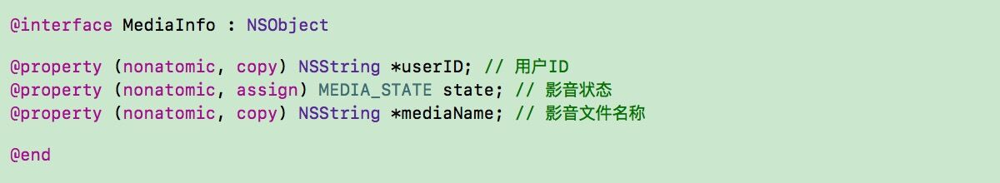 @interface MediaInfo : NSObject
@property (nonatomic, copy) NSString *userID; // 用户ID
@property (nonatomic, assign) MEDIA_STATE state; // 影音状态
@property (nonatomic, copy) NSString *mediaName; // 影音文件名称
@end